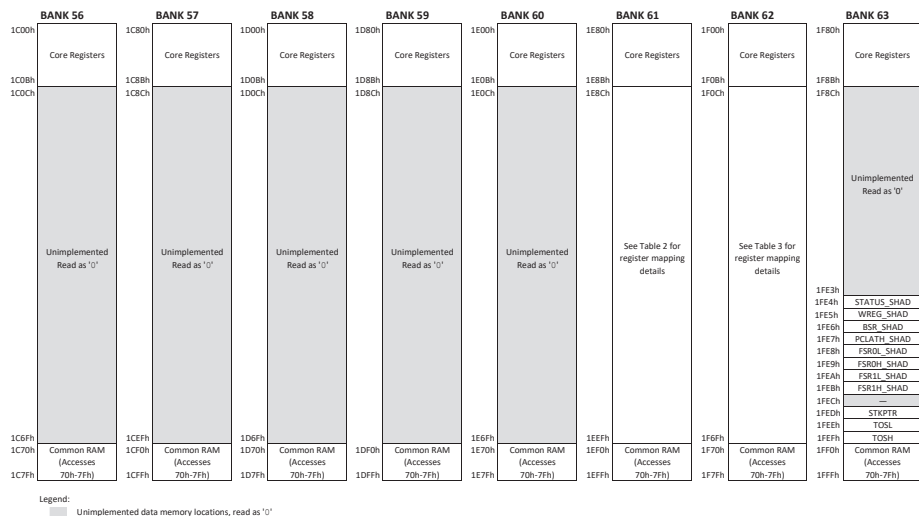 BANK 56
1C00h
Core Registers
1C0Bh
1C0Ch
Unimplemented
Read as '0'
1C6Fh
1C70h
Common RAM
(Accesses
70h-7Fh)
1C7Fh
BANK 57
1C80h
Core Registers
1C8Bh
1C8Ch
Unimplemented
Read as '0'
1CEFh
1CF0h
Common RAM
(Accesses
70h-7Fh)
1CFFh
BANK 58
1D00h
Core Registers
1D0Bh
1D0Ch
Unimplemented
Read as '0'
1D6Fh
1D70h
Common RAM
(Accesses
70h-7Fh)
1D7Fh
BANK 59
1D80h
Core Registers
1D8Bh
1D8Ch
Unimplemented
Read as '0'
1DF0h
Common RAM
(Accesses
70h-7Fh)
1DFFh
BANK 60
1E00h
Core Registers
1E0Bh
1E0Ch
Unimplemented
Read as '0'
1E6Fh
1E70h
Common RAM
(Accesses
70h-7Fh)
1E7Fh
BANK 61
1E80h
Core Registers
1E8Bh
1E8Ch
See Table 2 for
register mapping
details
1EEFh
1EF0h
Common RAM
(Accesses
70h-7Fh)
1EFFh
BANK 62
1F00h
Core Registers
1F0Bh
1F0Ch
See Table 3 for
register mapping
details
1F6Fh
1F70h
Common RAM
(Accesses
70h-7Fh)
1F7Fh
BANK 63
1F80h
Core Registers
1F8Bh
1F8Ch
Unimplemented
Read as '0'
1FE3h
1FE4h STATUS_SHAD
1FE5h WREG_SHAD
1FE6h BSR_SHAD
1FE7h PCLATH_SHAD
1FE8h FSR0L_SHAD
1FE9h FSR0H_SHAD
1FEAh FSR1L_SHAD
1FEBh FSR1H_SHAD
1FECh —
1FEDh STKPTR
1FEEh TOSL
1FEFh TOSH
1FF0h
Common RAM
(Accesses
70h-7Fh)
1FFFh
Legend:
Unimplemented data memory locations, read as '0'